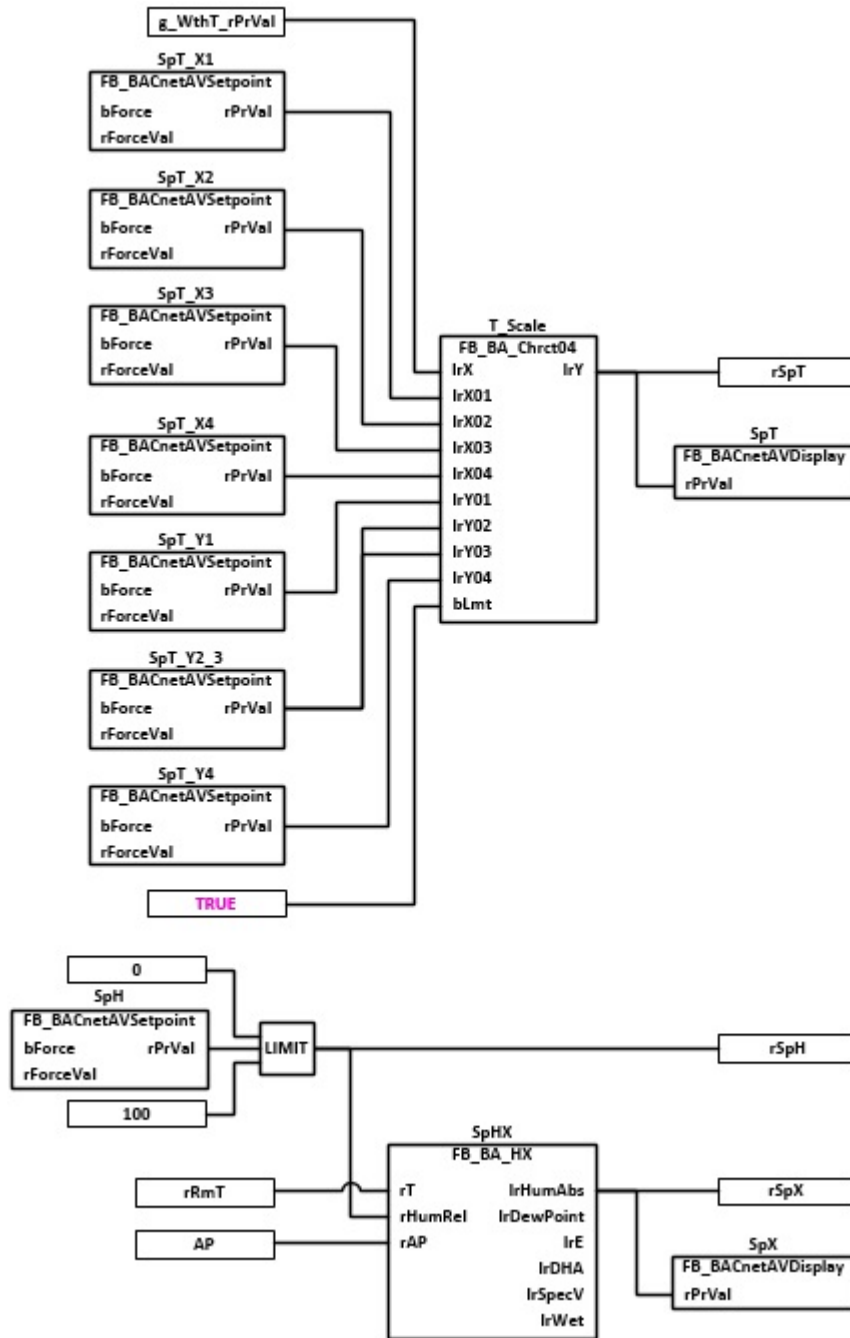 g_WthT_rPrVal
SpT_X1
FB_BACnetAVSetpoint
bForce rPrVal
rForceVal
SpT_X2
FB_BACnetAVSetpoint
bForce rPrVal
rForceVal
SpT_X3
FB_BACnetAVSetpoint
bForce rPrVal
rForceVal
SpT_X4
FB_BACnetAVSetpoint
bForce rPrVal
rForceVal
SpT_Y1
FB_BACnetAVSetpoint
bForce rPrVal
rForceVal
SpT_Y2_3
FB_BACnetAVSetpoint
bForce rPrVal
rForceVal
SpT_Y4
FB_BACnetAVSetpoint
bForce rPrVal
rForceVal
TRUE
T_Scale
FB_BA_Chrct04
lrX lrY
lrX01
lrX02
lrX03
lrX04
lrY01
lrY02
lrY03
lrY04
bLmt
rSpT
SpT
FB_BACnetAVDisplay
rPrVal
0
SpH
FB_BACnetAVSetpoint
bForce rPrVal
rForceVal
100
LIMIT
rSpH
rRmT
AP
SpHX
FB_BA_HX
rT lrHumAbs
rHumRel lrDewPoint
rAP lrE
lrDHA
lrSpecV
lrWet
rSpX
SpX
FB_BACnetAVDisplay
rPrVal